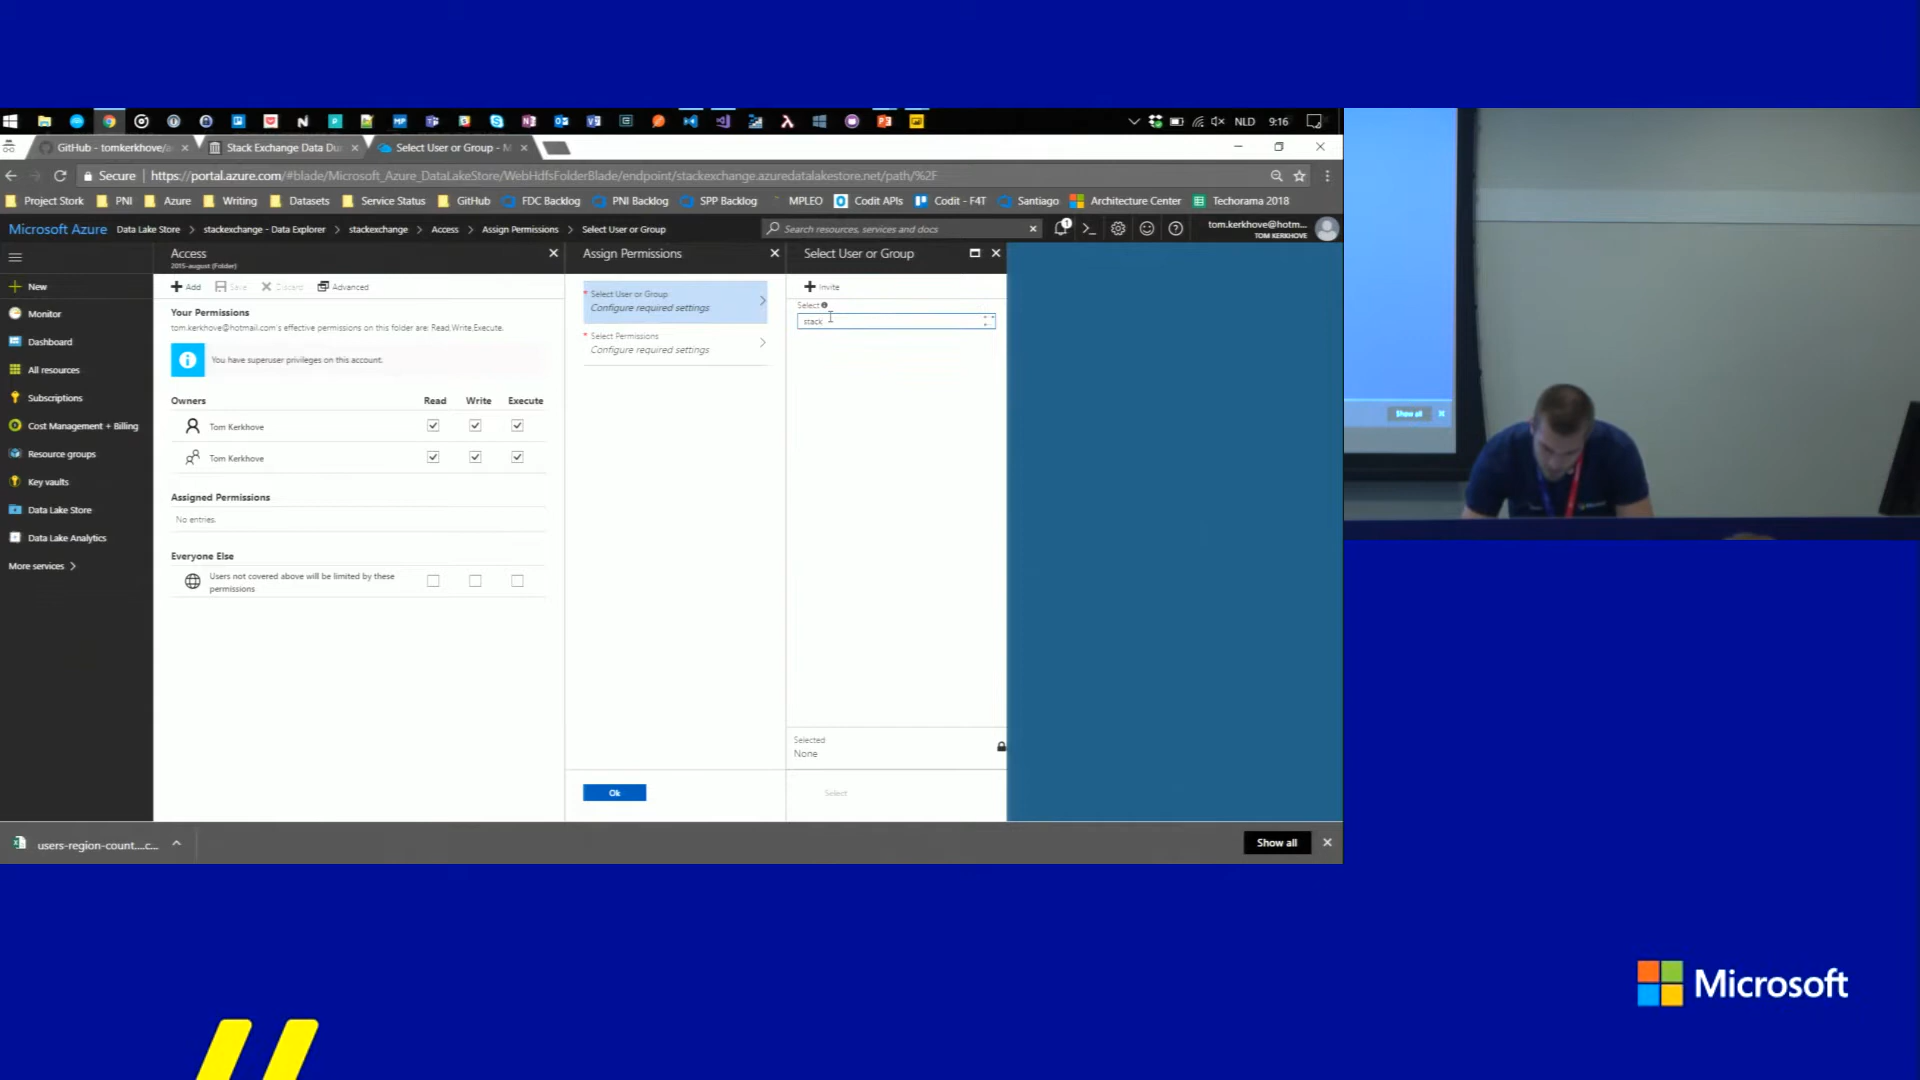 NLD 9:16
GitHub - tomkerkhove/a
Stack Exchange Data Du
Select User or Group - M
Secure | https://portal.azure.com/#blade/Microsoft_Azure_DataLakeStore/WebHdfsFolderBlade/endpoint/stackexchange.azuredatalakestore.net/path/%2F
Project Stork PNI Azure Writing Datasets Service Status GitHub FDC Backlog PNI Backlog SPP Backlog MPLEO Codit APIs Codit - F4T Santiago Architecture Center Techorama 2018
Microsoft Azure Data Lake Store > stackexchange - Data Explorer > stackexchange > Access > Assign Permissions > Select User or Group
Search resources, services and docs
1
tom.kerkhove@hotm...
TOM KERKHOVE
New
Monitor
Dashboard
All resources
Subscriptions
Cost Management + Billing
Resource groups
Key vaults
Data Lake Store
Data Lake Analytics
More services >
Access
2015-august (Folder)
Add Save Discard Advanced
Your Permissions
tom.kerkhove@hotmail.com's effective permissions on this folder are: Read,Write,Execute.
You have superuser privileges on this account.
Owners Read Write Execute
Tom Kerkhove
Tom Kerkhove
Assigned Permissions
No entries.
Everyone Else
Users not covered above will be limited by these
permissions
Assign Permissions
* Select User or Group
Configure required settings
* Select Permissions
Configure required settings
Ok
Select User or Group
Invite
Select
stack
Selected
None
Select
users-region-count....c...
Show all
Show all
Microsoft